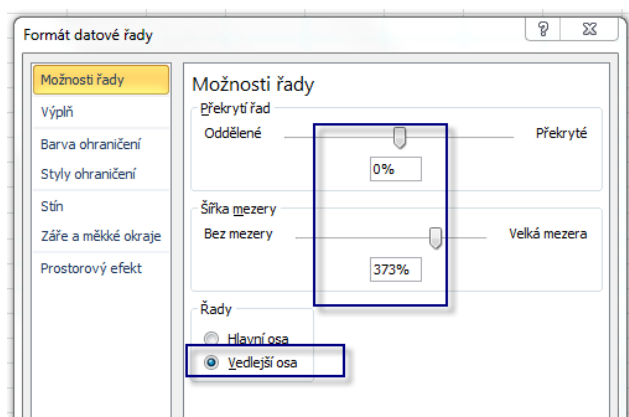 Formát datové řady
Možnosti řady
Výplň
Barva ohraničení
Styly ohraničení
Stín
Záře a měkké okraje
Prostorový efekt
Možnosti řady
Překrytí řad
Oddělené Překryté
0%
Šířka mezery
Bez mezery Velká mezera
373%
Řady
Hlavní osa
Vedlejší osa